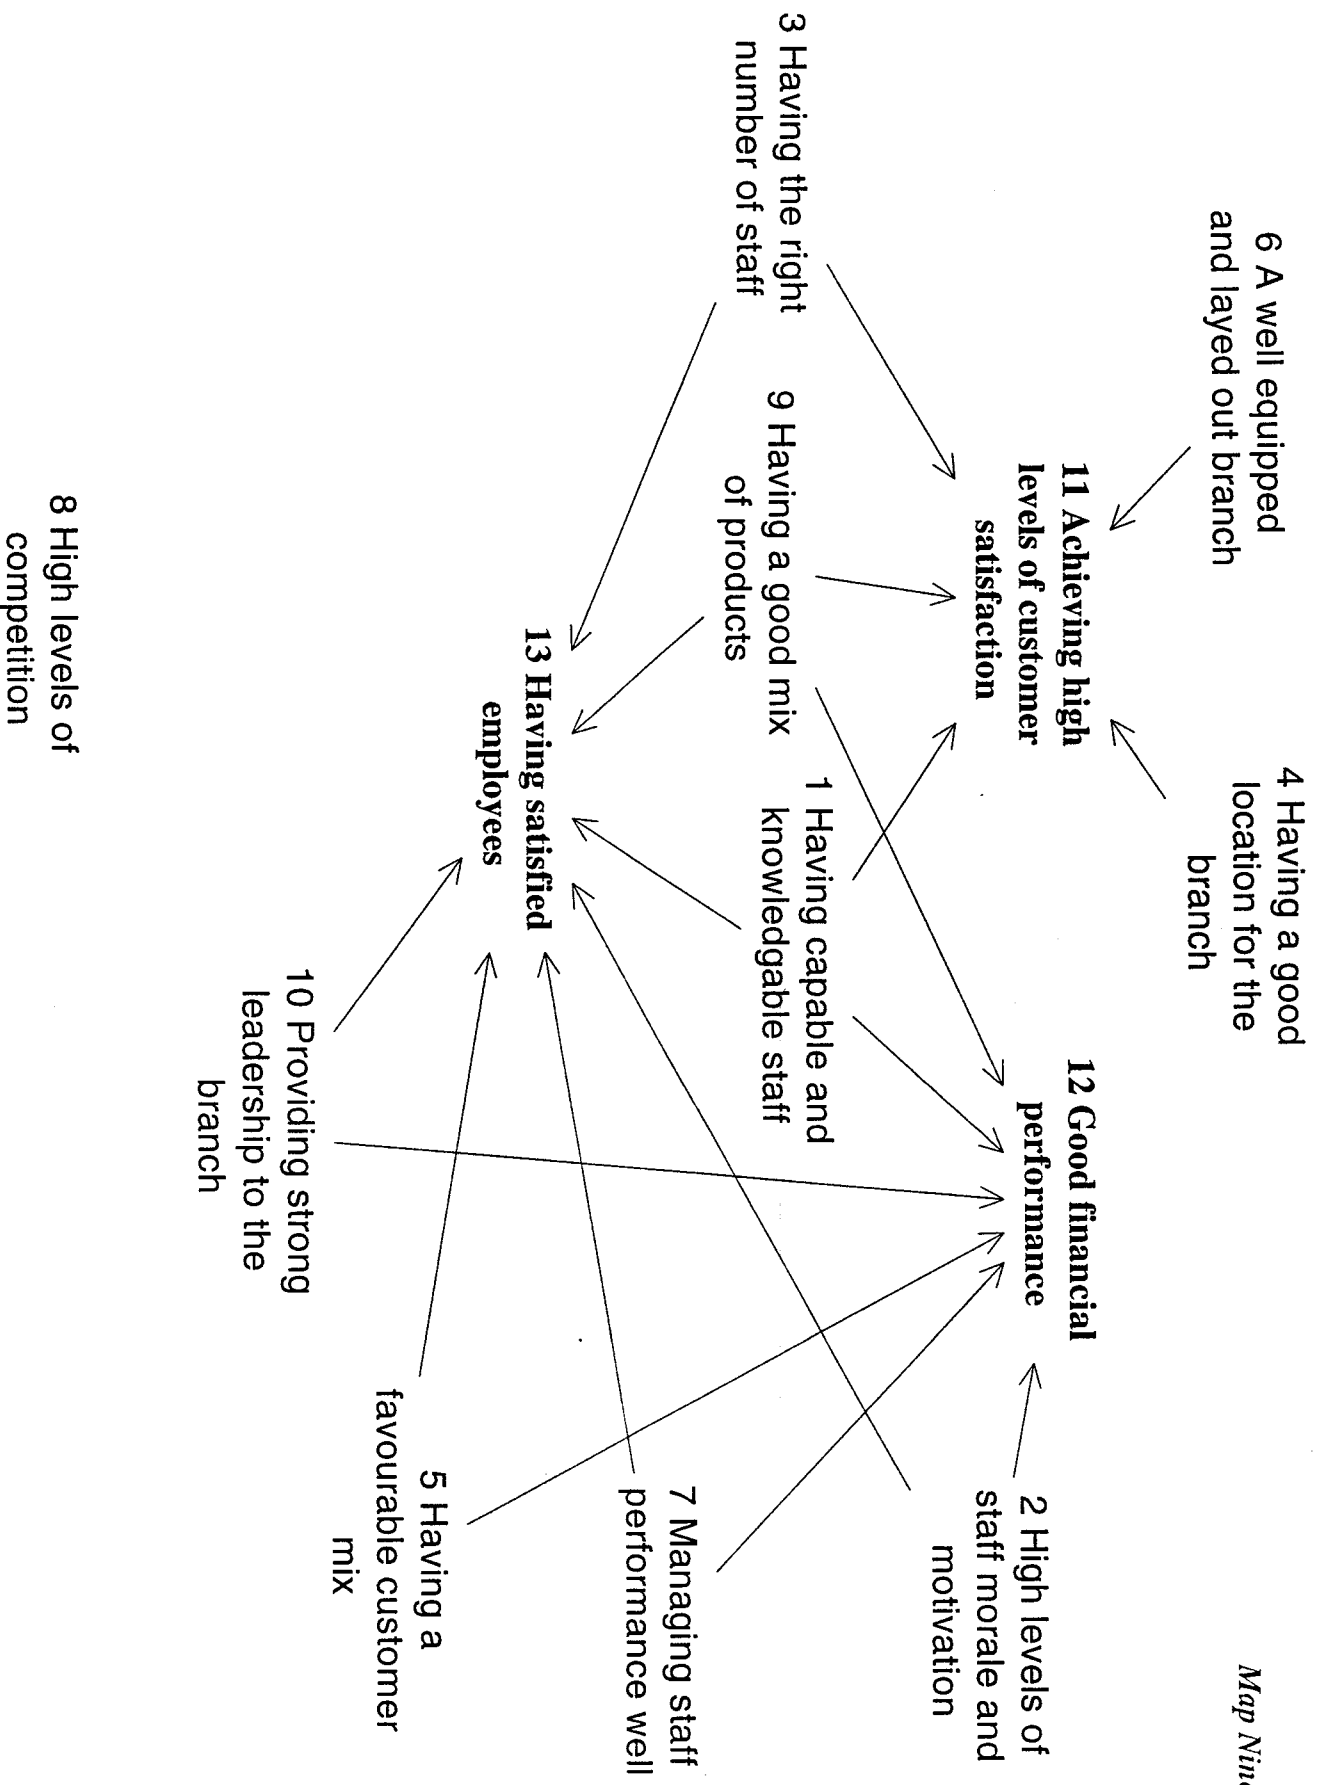 Map Nine
6 A well equipped
and layed out branch
4 Having a good
location for the
branch
11 Achieving high
levels of customer
satisfaction
12 Good financial
performance
2 High levels of
staff morale and
motivation
3 Having the right
number of staff
9 Having a good mix
of products
1 Having capable and
knowledgable staff
7 Managing staff
performance well
13 Having satisfied
employees
5 Having a
favourable customer
mix
10 Providing strong
leadership to the
branch
8 High levels of
competition